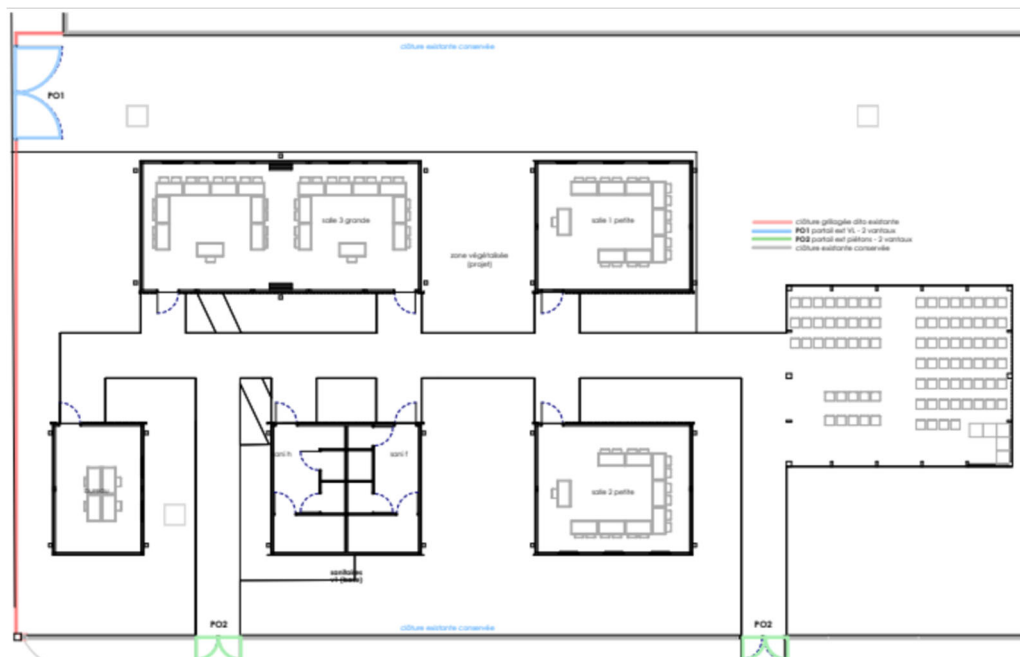 clôture existante conservée
PO1
salle 3 grande
salle 1 petite
zone végétalisée
(projet)
clôture grillagée dito existante
PO1 portail ext VL - 2 vantaux
PO2 portail ext piétons - 2 vantaux
clôture existante conservée
sani h
sani f
salle 2 petite
sanitaires
PO2
clôture existante conservée
PO2